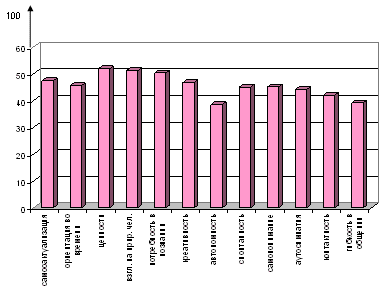 100
60
50
40
30
20
10
0
самоактуализация
ориентация во
времени
ценности
взгл. на прир. чел.
потребность в
познании
креативность
автономность
спонтанность
самопонимание
аутосимпатия
контактность
гибкость в
общении